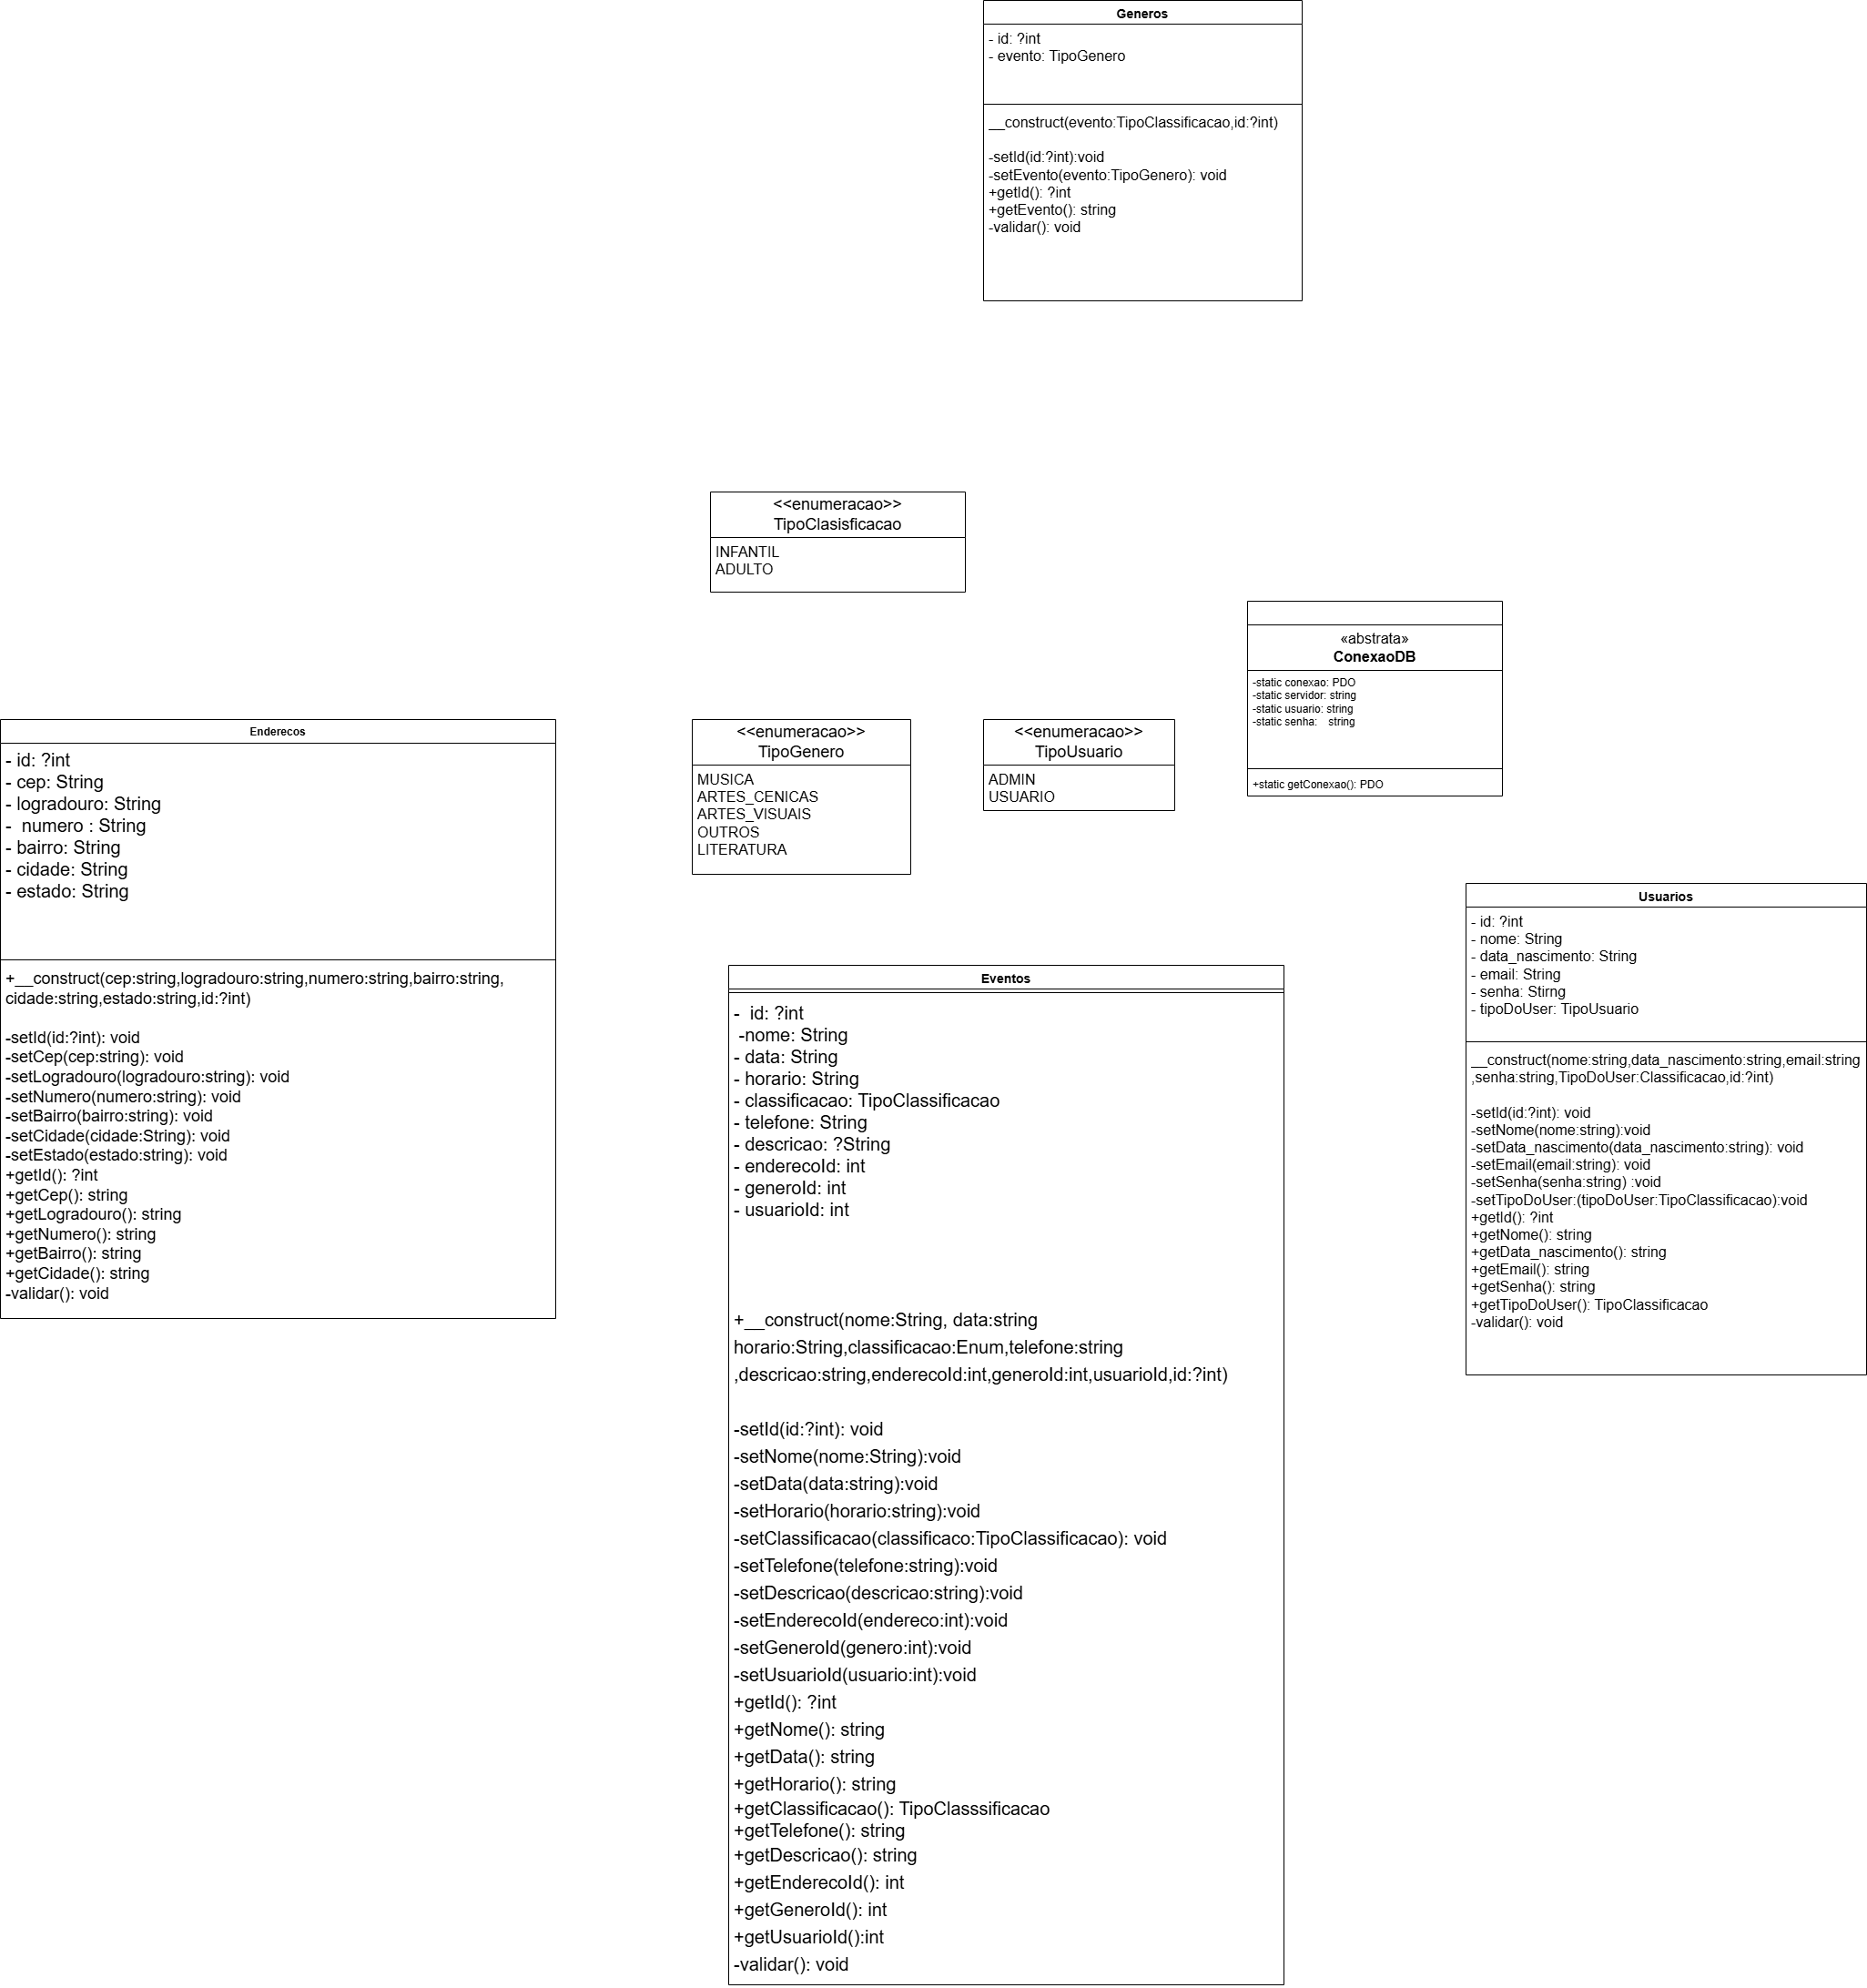 Generos
- id: ?int
- evento: TipoGenero
__construct(evento:TipoClassificacao,id:?int)
-setId(id:?int):void
-setEvento(evento:TipoGenero): void
+getId(): ?int
+getEvento(): string
-validar(): void
<<enumeracao>>
TipoClasisficacao
INFANTIL
ADULTO
«abstrata»
ConexaoDB
-static conexao: PDO
-static servidor: string
-static usuario: string
-static senha: string
+static getConexao(): PDO
Enderecos
- id: ?int
- cep: String
- logradouro: String
- numero : String
- bairro: String
- cidade: String
- estado: String
+__construct(cep:string,logradouro:string,numero:string,bairro:string,
cidade:string,estado:string,id:?int)
-setId(id:?int): void
-setCep(cep:string): void
-setLogradouro(logradouro:string): void
-setNumero(numero:string): void
-setBairro(bairro:string): void
-setCidade(cidade:String): void
-setEstado(estado:string): void
+getId(): ?int
+getCep(): string
+getLogradouro(): string
+getNumero(): string
+getBairro(): string
+getCidade(): string
-validar(): void
<<enumeracao>>
TipoGenero
MUSICA
ARTES_CENICAS
ARTES_VISUAIS
OUTROS
LITERATURA
<<enumeracao>>
TipoUsuario
ADMIN
USUARIO
Usuarios
- id: ?int
- nome: String
- data_nascimento: String
- email: String
- senha: Stirng
- tipoDoUser: TipoUsuario
__construct(nome:string,data_nascimento:string,email:string
,senha:string,TipoDoUser:Classificacao,id:?int)
-setId(id:?int): void
-setNome(nome:string):void
-setData_nascimento(data_nascimento:string): void
-setEmail(email:string): void
-setSenha(senha:string) :void
-setTipoDoUser:(tipoDoUser:TipoClassificacao):void
+getId(): ?int
+getNome(): string
+getData_nascimento(): string
+getEmail(): string
+getSenha(): string
+getTipoDoUser(): TipoClassificacao
-validar(): void
Eventos
- id: ?int
-nome: String
- data: String
- horario: String
- classificacao: TipoClassificacao
- telefone: String
- descricao: ?String
- enderecoId: int
- generoId: int
- usuarioId: int
+__construct(nome:String, data:string
horario:String,classificacao:Enum,telefone:string
,descricao:string,enderecoId:int,generoId:int,usuarioId,id:?int)
-setId(id:?int): void
-setNome(nome:String):void
-setData(data:string):void
-setHorario(horario:string):void
-setClassificacao(classificaco:TipoClassificacao): void
-setTelefone(telefone:string):void
-setDescricao(descricao:string):void
-setEnderecoId(endereco:int):void
-setGeneroId(genero:int):void
-setUsuarioId(usuario:int):void
+getId(): ?int
+getNome(): string
+getData(): string
+getHorario(): string
+getClassificacao(): TipoClasssificacao
+getTelefone(): string
+getDescricao(): string
+getEnderecoId(): int
+getGeneroId(): int
+getUsuarioId():int
-validar(): void